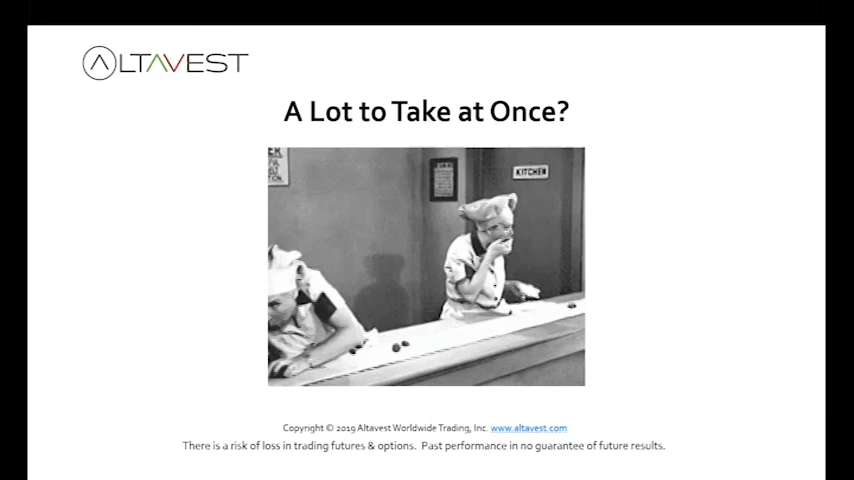 ALTAVEST
A Lot to Take at Once?
KITCHEN
Copyright © 2019 Altavest Worldwide Trading, Inc. www.altavest.com
There is a risk of loss in trading futures & options. Past performance in no guarantee of future results.